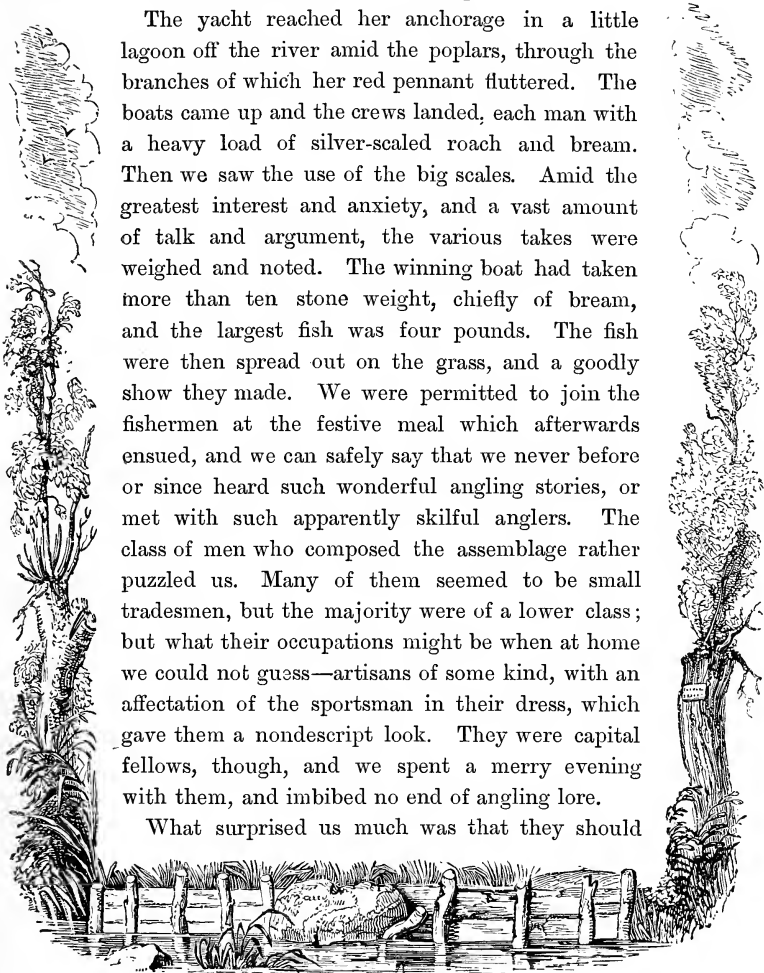 The yacht reached her anchorage in a little
lagoon off the river amid the poplars, through the
branches of which her red pennant fluttered. The
boats came up and the crews landed, each man with
a heavy load of silver-scaled roach and bream.
Then we saw the use of the big scales. Amid the
greatest interest and anxiety, and a vast amount
of talk and argument, the various takes were
weighed and noted. The winning boat had taken
more than ten stone weight, chiefly of bream,
and the largest fish was four pounds. The fish
were then spread out on the grass, and a goodly
show they made. We were permitted to join the
fishermen at the festive meal which afterwards
ensued, and we can safely say that we never before
or since heard such wonderful angling stories, or
met with such apparently skilful anglers. The
class of men who composed the assemblage rather
puzzled us. Many of them seemed to be small
tradesmen, but the majority were of a lower class;
but what their occupations might be when at home
we could not guess—artisans of some kind, with an
affectation of the sportsman in their dress, which
gave them a nondescript look. They were capital
fellows, though, and we spent a merry evening
with them, and imbibed no end of angling lore.
What surprised us much was that they should